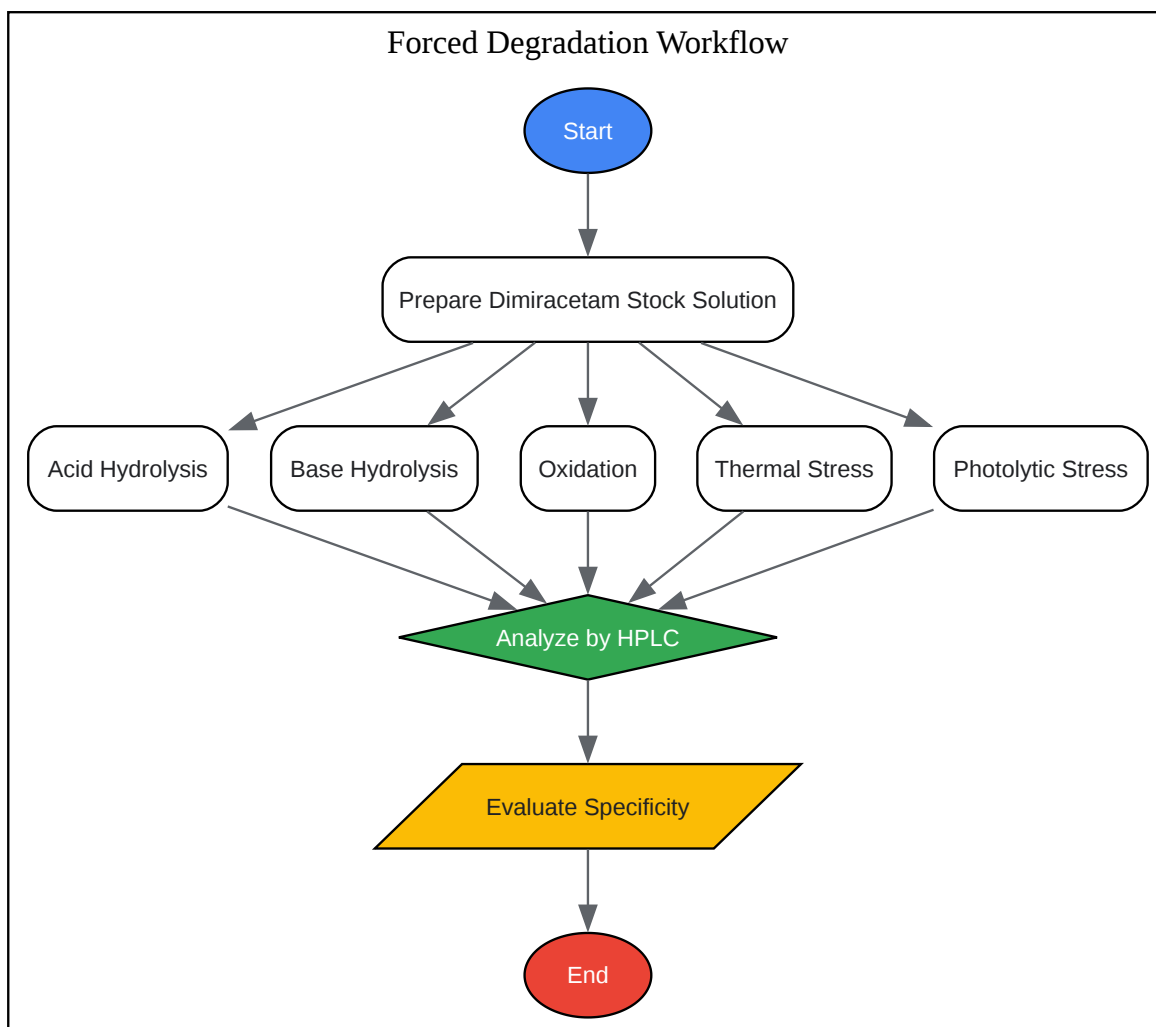 Forced Degradation Workflow
Start
Prepare Dimiracetam Stock Solution
Acid Hydrolysis
Base Hydrolysis
Oxidation
Thermal Stress
Photolytic Stress
Analyze by HPLC
Evaluate Specificity
End